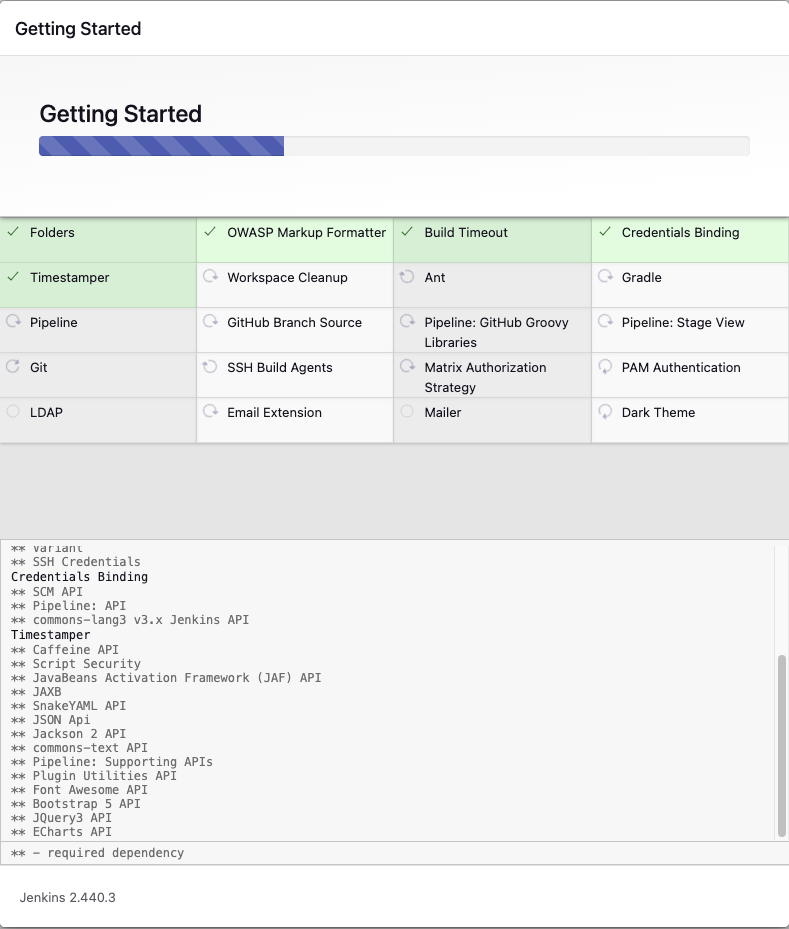 Getting Started
Getting Started
Folders
OWASP Markup Formatter
Build Timeout
Credentials Binding
Timestamper
Workspace Cleanup
Ant
Gradle
Pipeline
GitHub Branch Source
Pipeline: GitHub Groovy
Libraries
Pipeline: Stage View
Git
SSH Build Agents
Matrix Authorization
Strategy
PAM Authentication
LDAP
Email Extension
Mailer
Dark Theme
** Variant
** SSH Credentials
Credentials Binding
** SCM API
** Pipeline: API
** commons-lang3 v3.x Jenkins API
Timestamper
** Caffeine API
** Script Security
** JavaBeans Activation Framework (JAF) API
** JAXB
** SnakeYAML API
** JSON Api
** Jackson 2 API
** commons-text API
** Pipeline: Supporting APIs
** Plugin Utilities API
** Font Awesome API
** Bootstrap 5 API
** JQuery3 API
** ECharts API
** - required dependency
Jenkins 2.440.3